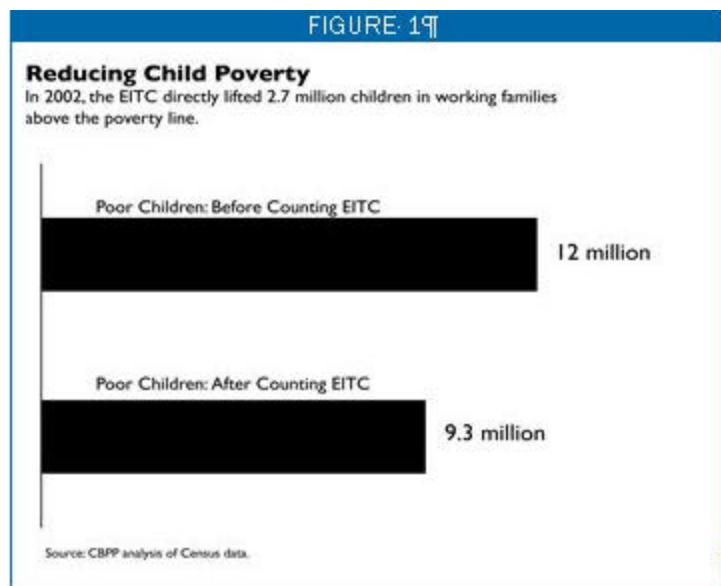 FIGURE· 1¶
Reducing Child Poverty
In 2002, the EITC directly lifted 2.7 million children in working families
above the poverty line.
Poor Children: Before Counting EITC
12 million
Poor Children: After Counting EITC
9.3 million
Source: CBPP analysis of Census data.